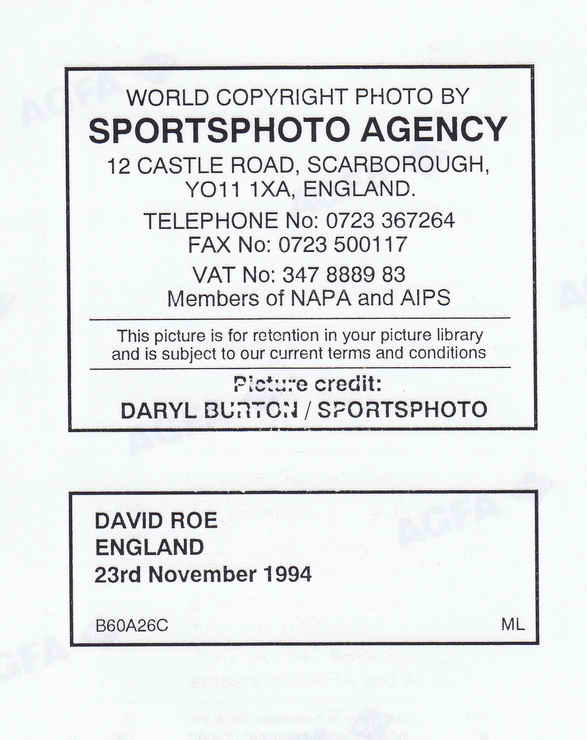 WORLD COPYRIGHT PHOTO BY
SPORTSPHOTO AGENCY
12 CASTLE ROAD, SCARBOROUGH,
YO11 1XA, ENGLAND.
TELEPHONE No: 0723 367264
FAX No: 0723 500117
VAT No: 347 8889 83
Members of NAPA and AIPS
This picture is for retention in your picture library
and is subject to our current terms and conditions
Picture credit:
DARYL BURTON / SPORTSPHOTO
DAVID ROE
ENGLAND
23rd November 1994
B60A26C ML
AGFA
AGFA
AGFA